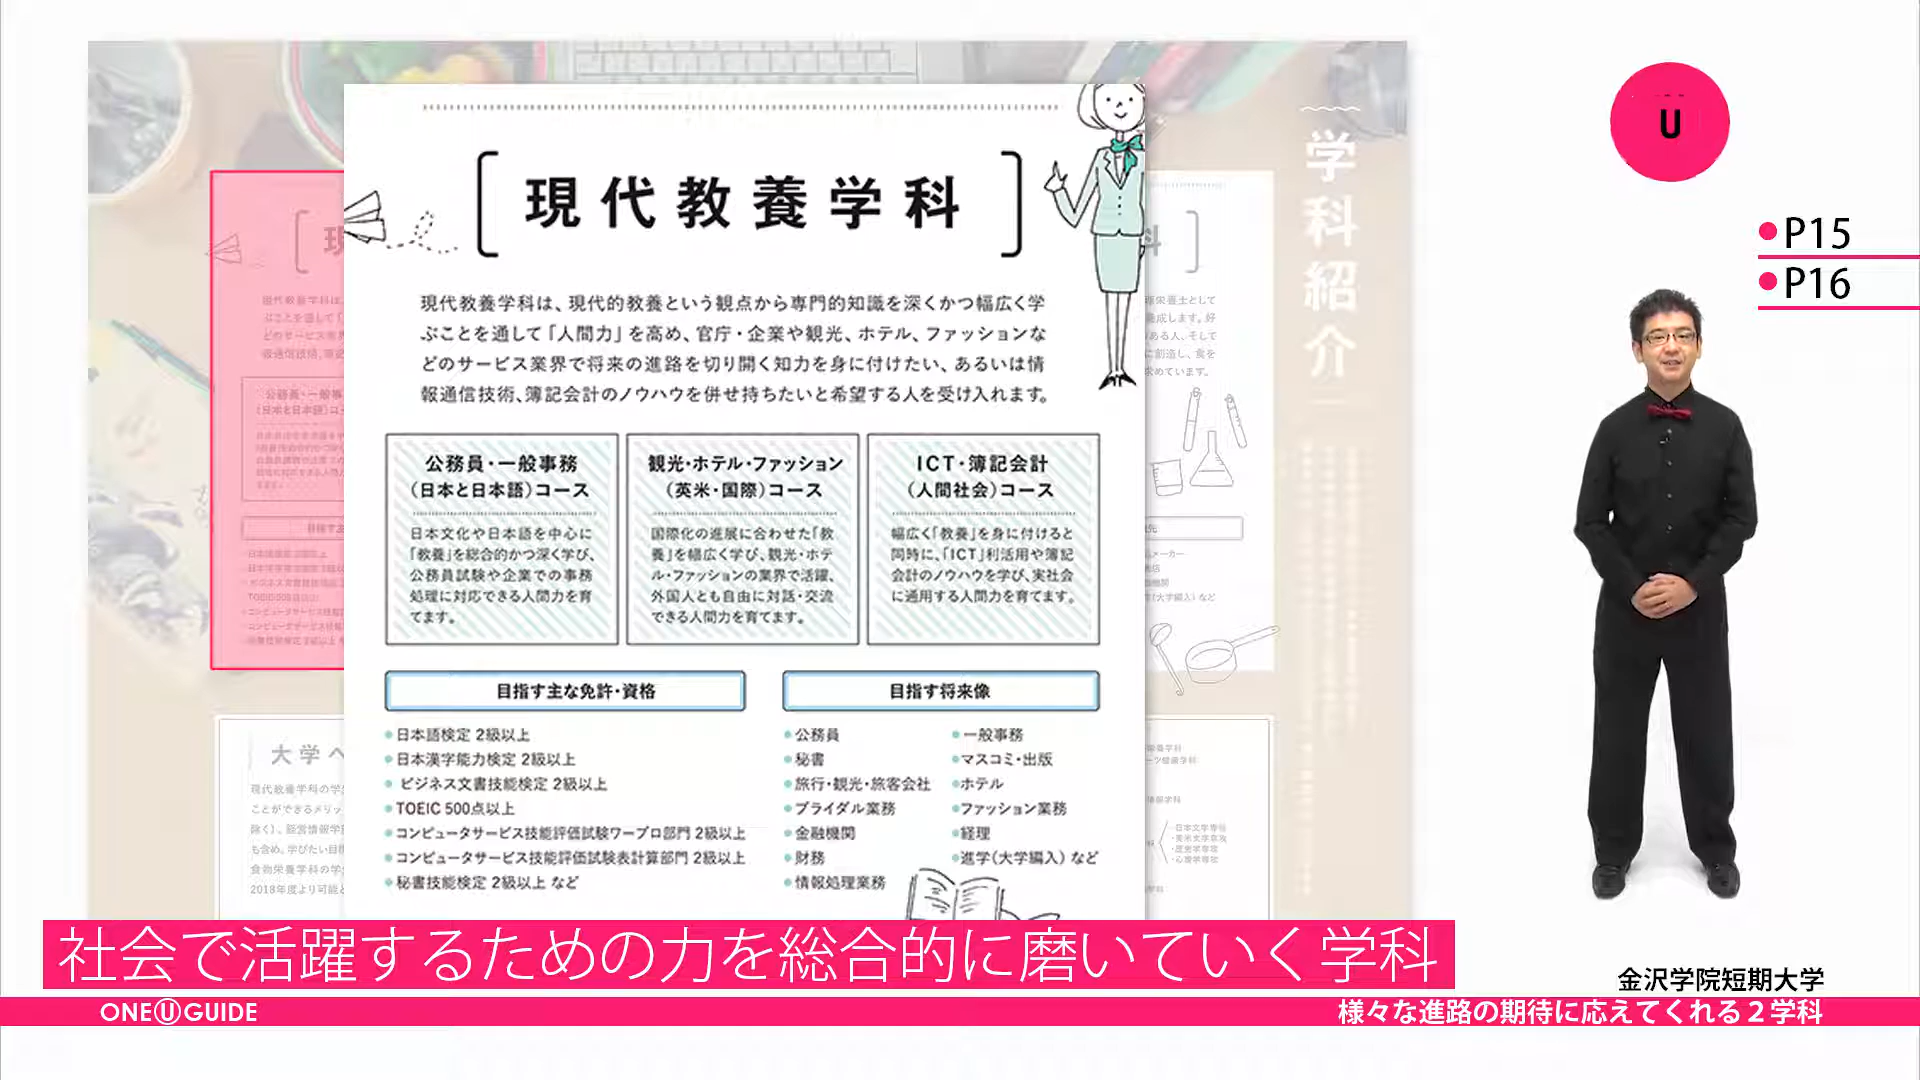 U
P15
P16
学科紹介
現代教養学科
現代教養学科は、現代的教養という観点から専門的知識を深くかつ幅広く学
ぶことを通して「人間力」を高め、官庁・企業や観光、ホテル、ファッションな
どのサービス業界で将来の進路を切り開く知力を身に付けたい、あるいは情
報通信技術、簿記会計のノウハウを併せ持ちたいと希望する人を受け入れます。
公務員・一般事務
（日本と日本語）コース
日本文化や日本語を中心に
「教養」を総合的かつ深く学び、
公務員試験や企業での事務
処理に対応できる人間力を育
てます。
観光・ホテル・ファッション
（英米・国際）コース
国際化の進展に合わせた「教
養」を幅広く学び、観光・ホテ
ル・ファッションの業界で活躍、
外国人とも自由に対話・交流
できる人間力を育てます。
ICT・簿記会計
（人間社会）コース
幅広く「教養」を身に付けると
同時に、「ICT」利活用や簿記
会計のノウハウを学び、実社会
に通用する人間力を育てます。
目指す主な免許・資格
日本語検定 2級以上
日本漢字能力検定 2級以上
ビジネス文書技能検定 2級以上
TOEIC 500点以上
コンピュータサービス技能評価試験ワープロ部門 2級以上
コンピュータサービス技能評価試験表計算部門 2級以上
秘書技能検定 2級以上 など
目指す将来像
公務員
秘書
旅行・観光・旅客会社
ブライダル業務
金融機関
財務
情報処理業務
一般事務
マスコミ・出版
ホテル
ファッション業務
経理
進学（大学編入） など
大学へ
社会で活躍するための力を総合的に磨いていく学科
金沢学院短期大学
ONE U GUIDE
様々な進路の期待に応えてくれる２学科